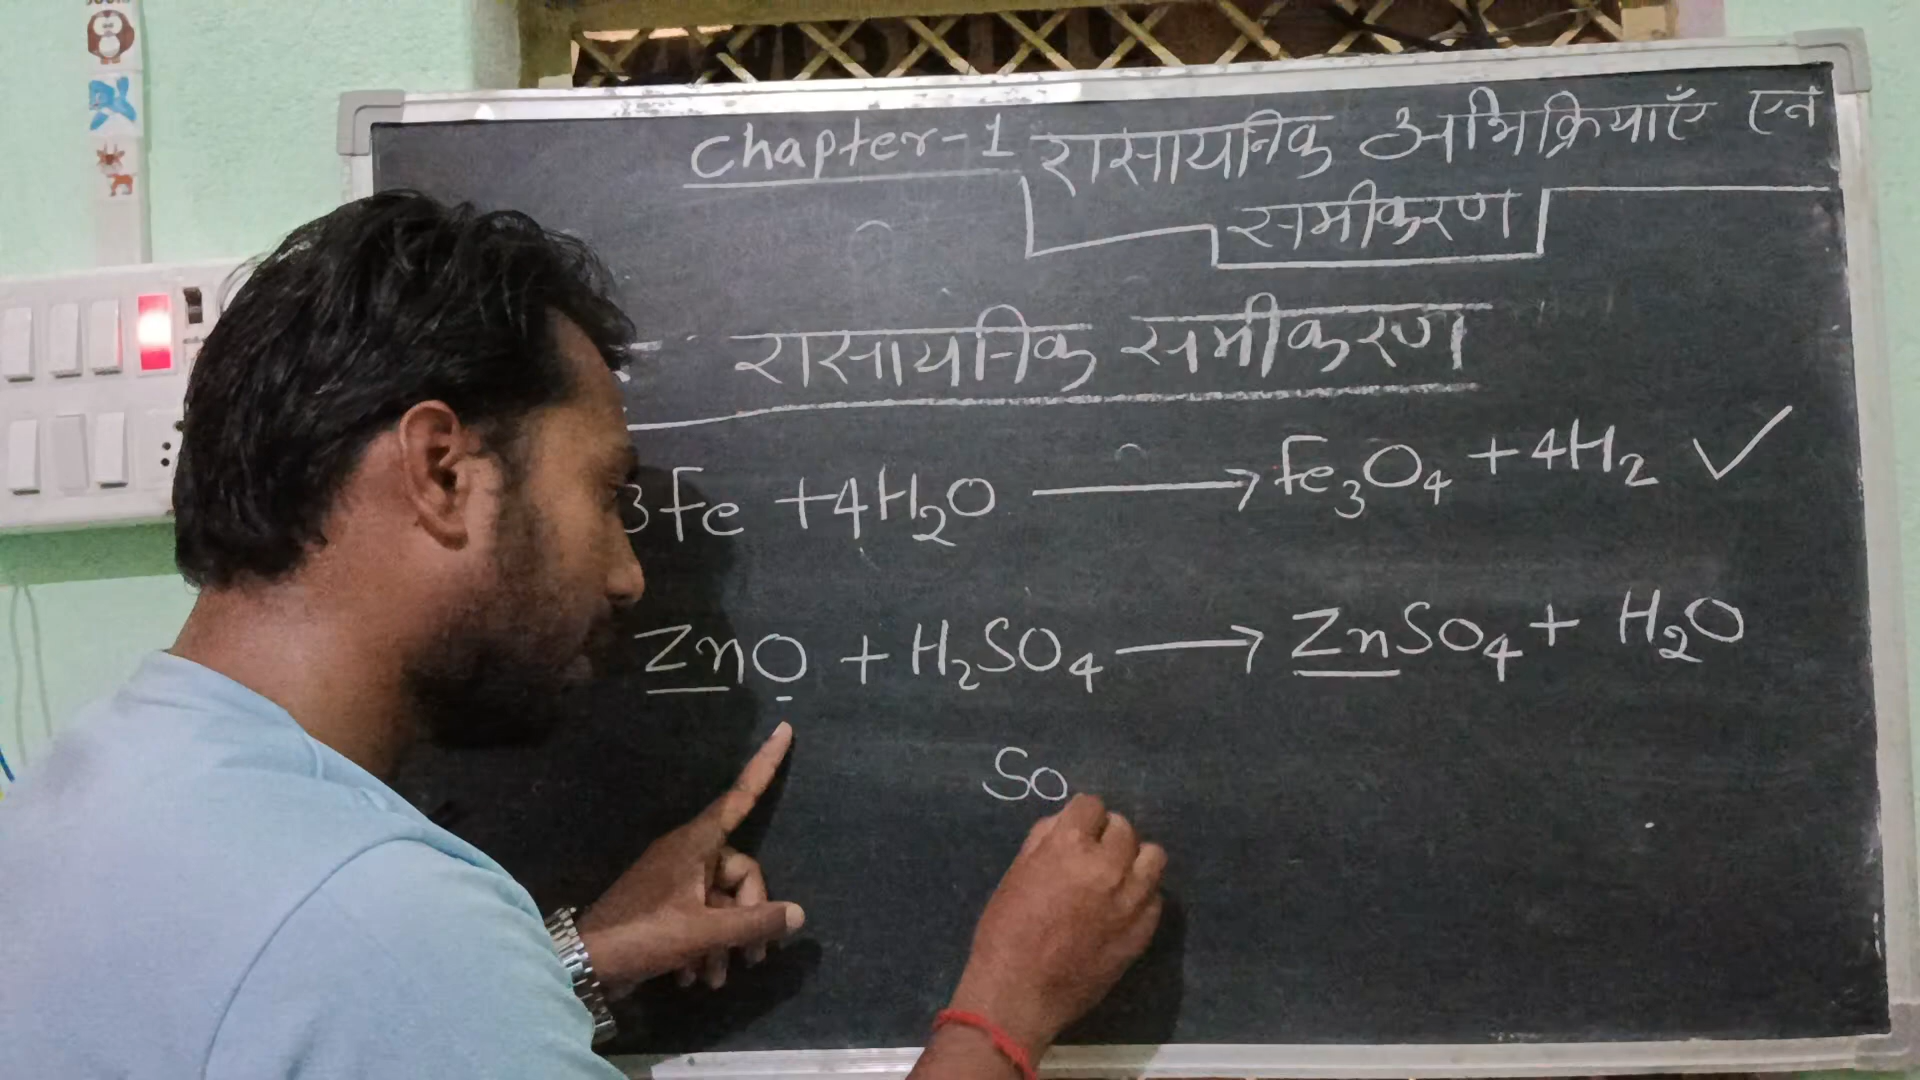 Chapter-1 रासायनिक अभिक्रियाएँ एवं
समीकरण
रासायनिक समीकरण
3Fe + 4H₂O ⟶ Fe₃O₄ + 4H₂ ✓
ZnO + H₂SO₄ ⟶ ZnSO₄ + H₂O
SO